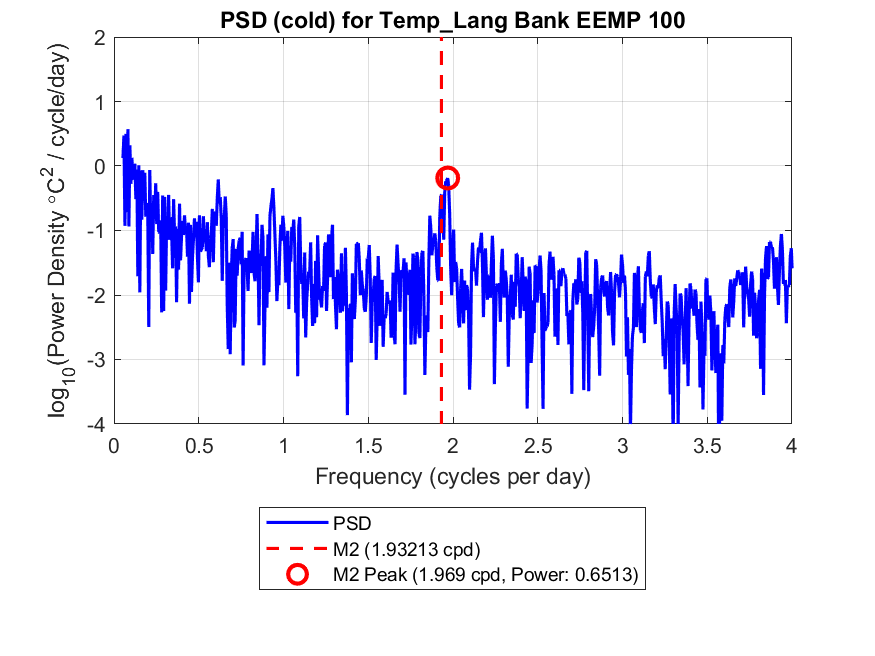 PSD (cold) for Temp_Lang Bank EEMP 100
log10(Power Density °C2 / cycle/day)
2
1
0
-1
-2
-3
-4
0 0.5 1 1.5 2 2.5 3 3.5 4
Frequency (cycles per day)
PSD
M2 (1.93213 cpd)
M2 Peak (1.969 cpd, Power: 0.6513)